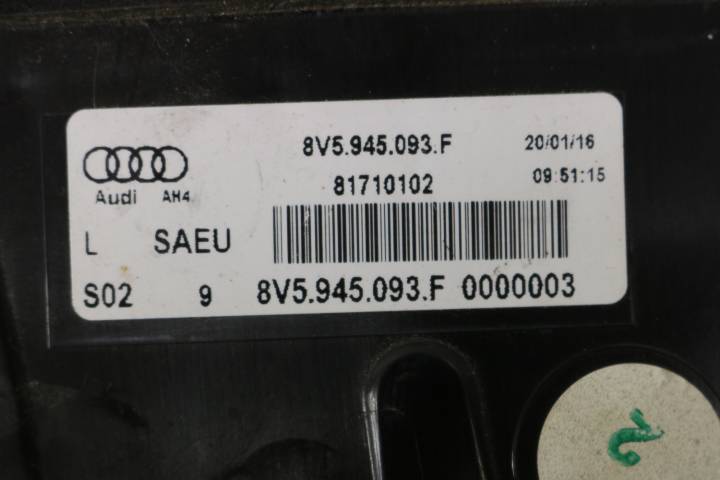 8V5.945.093.F 20/01/16
81710102 09:51:15
Audi AH4
L SAEU
S02 9 8V5.945.093.F 0000003
2